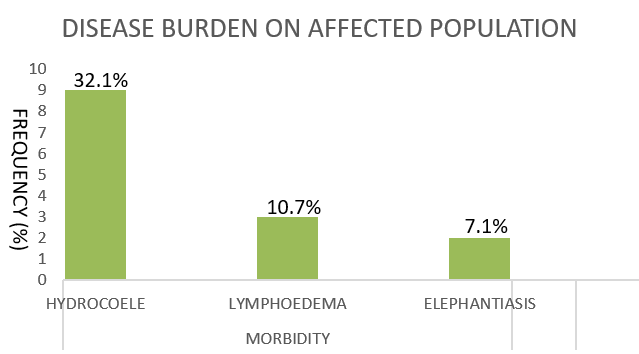 DISEASE BURDEN ON AFFECTED POPULATION
FREQUENCY (%)
10
9
8
7
6
5
4
3
2
1
0
32.1%
10.7%
7.1%
HYDROCOELE
LYMPHOEDEMA
ELEPHANTIASIS
MORBIDITY